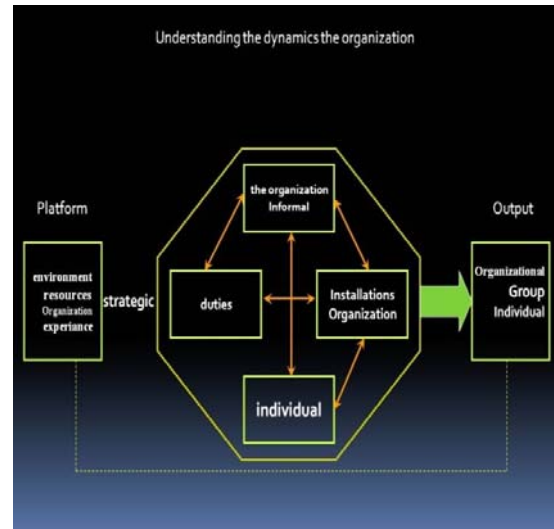 Understanding the dynamics the organization
Platform
Output
the organization
Informal
environment
resources
Organization
experiance
strategic
duties
Installations
Organization
Organizational
Group
Individual
individual